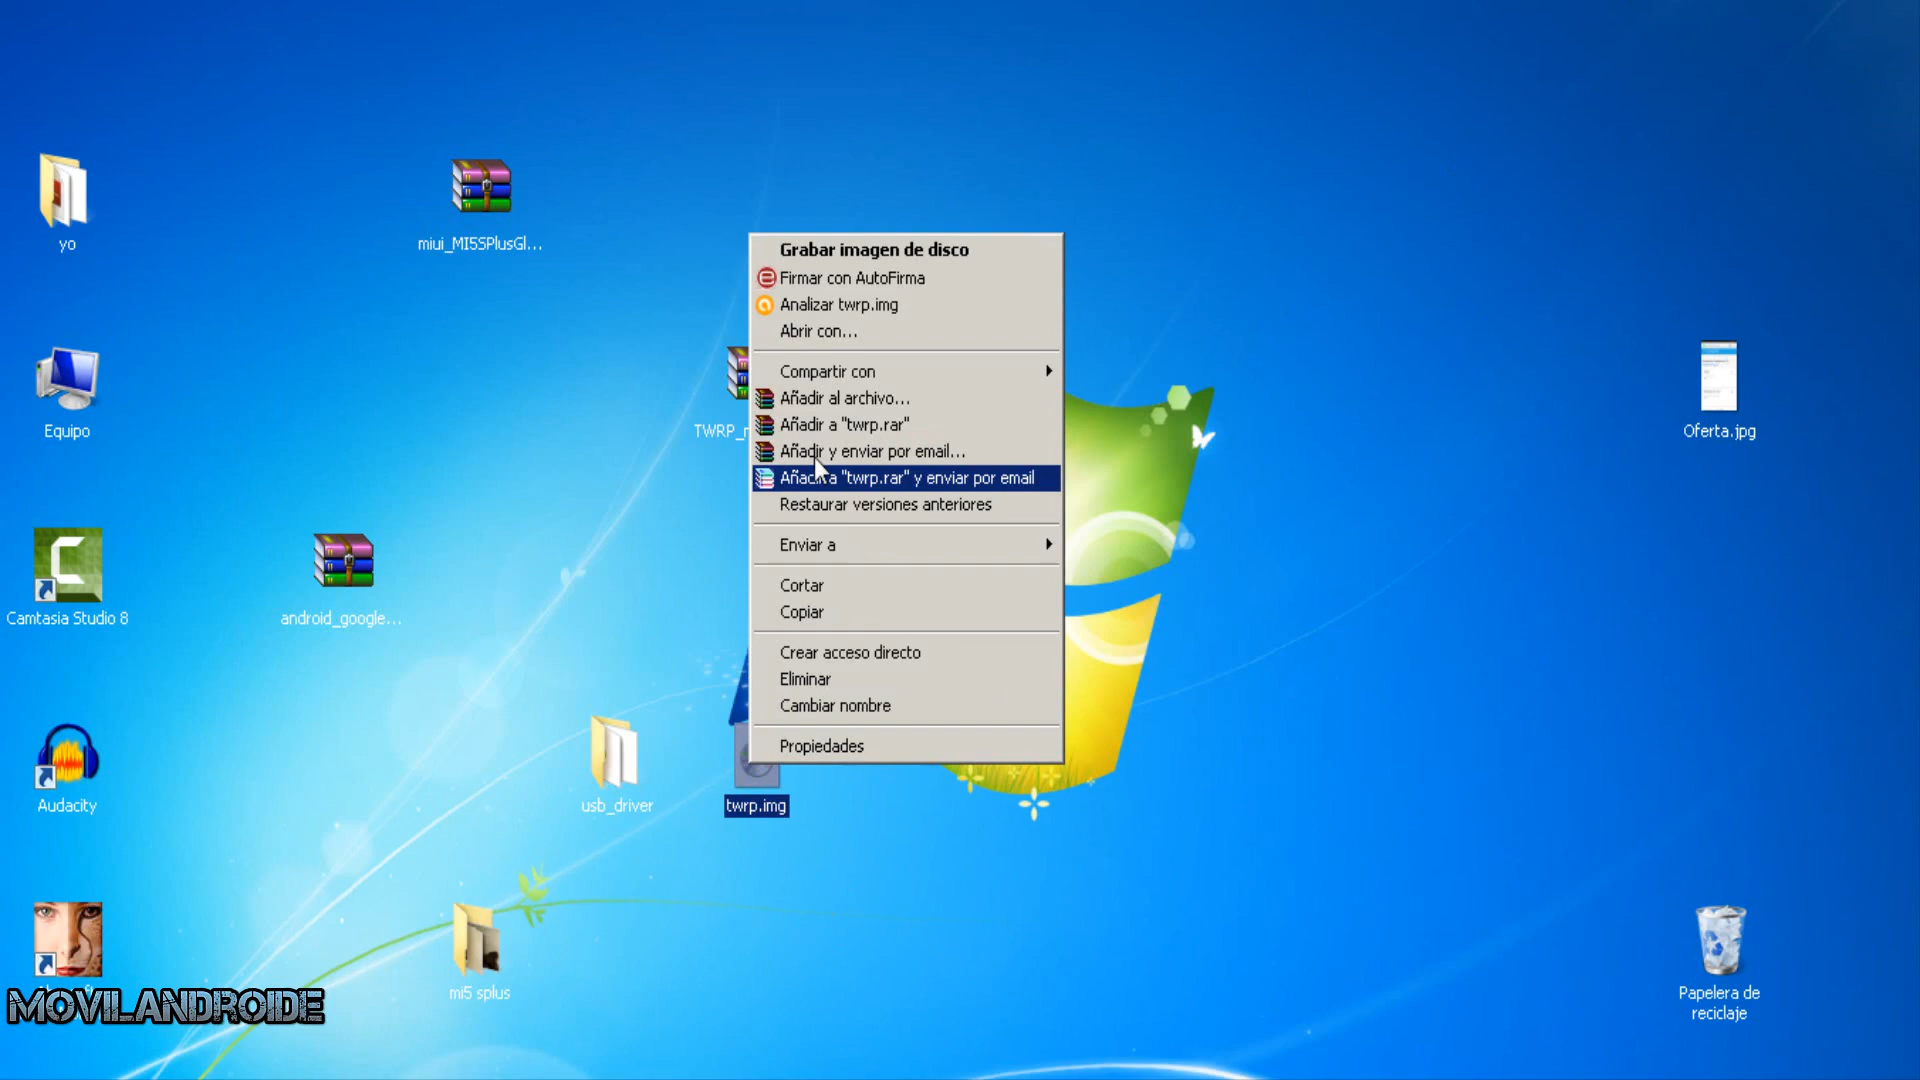 yo
miui_MI5SPlusGl...
Equipo
TWRP_r
Camtasia Studio 8
android_google...
Audacity
usb_driver
twrp.img
mi5 splus
MOVILANDROIDE
Grabar imagen de disco
Firmar con AutoFirma
Analizar twrp.img
Abrir con...
Compartir con
Añadir al archivo...
Añadir a "twrp.rar"
Añadir y enviar por email...
Añadir a "twrp.rar" y enviar por email
Restaurar versiones anteriores
Enviar a
Cortar
Copiar
Crear acceso directo
Eliminar
Cambiar nombre
Propiedades
Oferta.jpg
Papelera de
reciclaje